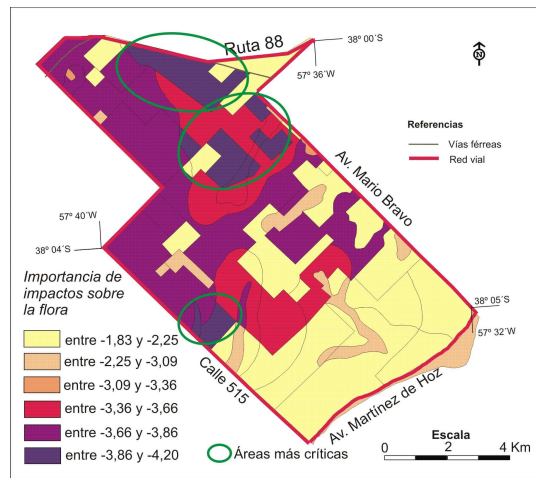 Ruta 88
38º 00´S
57º 36´W
N
Referencias
Vías férreas
Red vial
Av. Mario Bravo
57º 40´W
38º 04´S
Importancia de
impactos sobre
la flora
entre -1,83 y -2,25
entre -2,25 y -3,09
entre -3,09 y -3,36
entre -3,36 y -3,66
entre -3,66 y -3,86
entre -3,86 y -4,20
Calle 515
Áreas más críticas
38º 05´S
57º 32´W
Av. Martínez de Hoz
Escala
0 2 4 Km